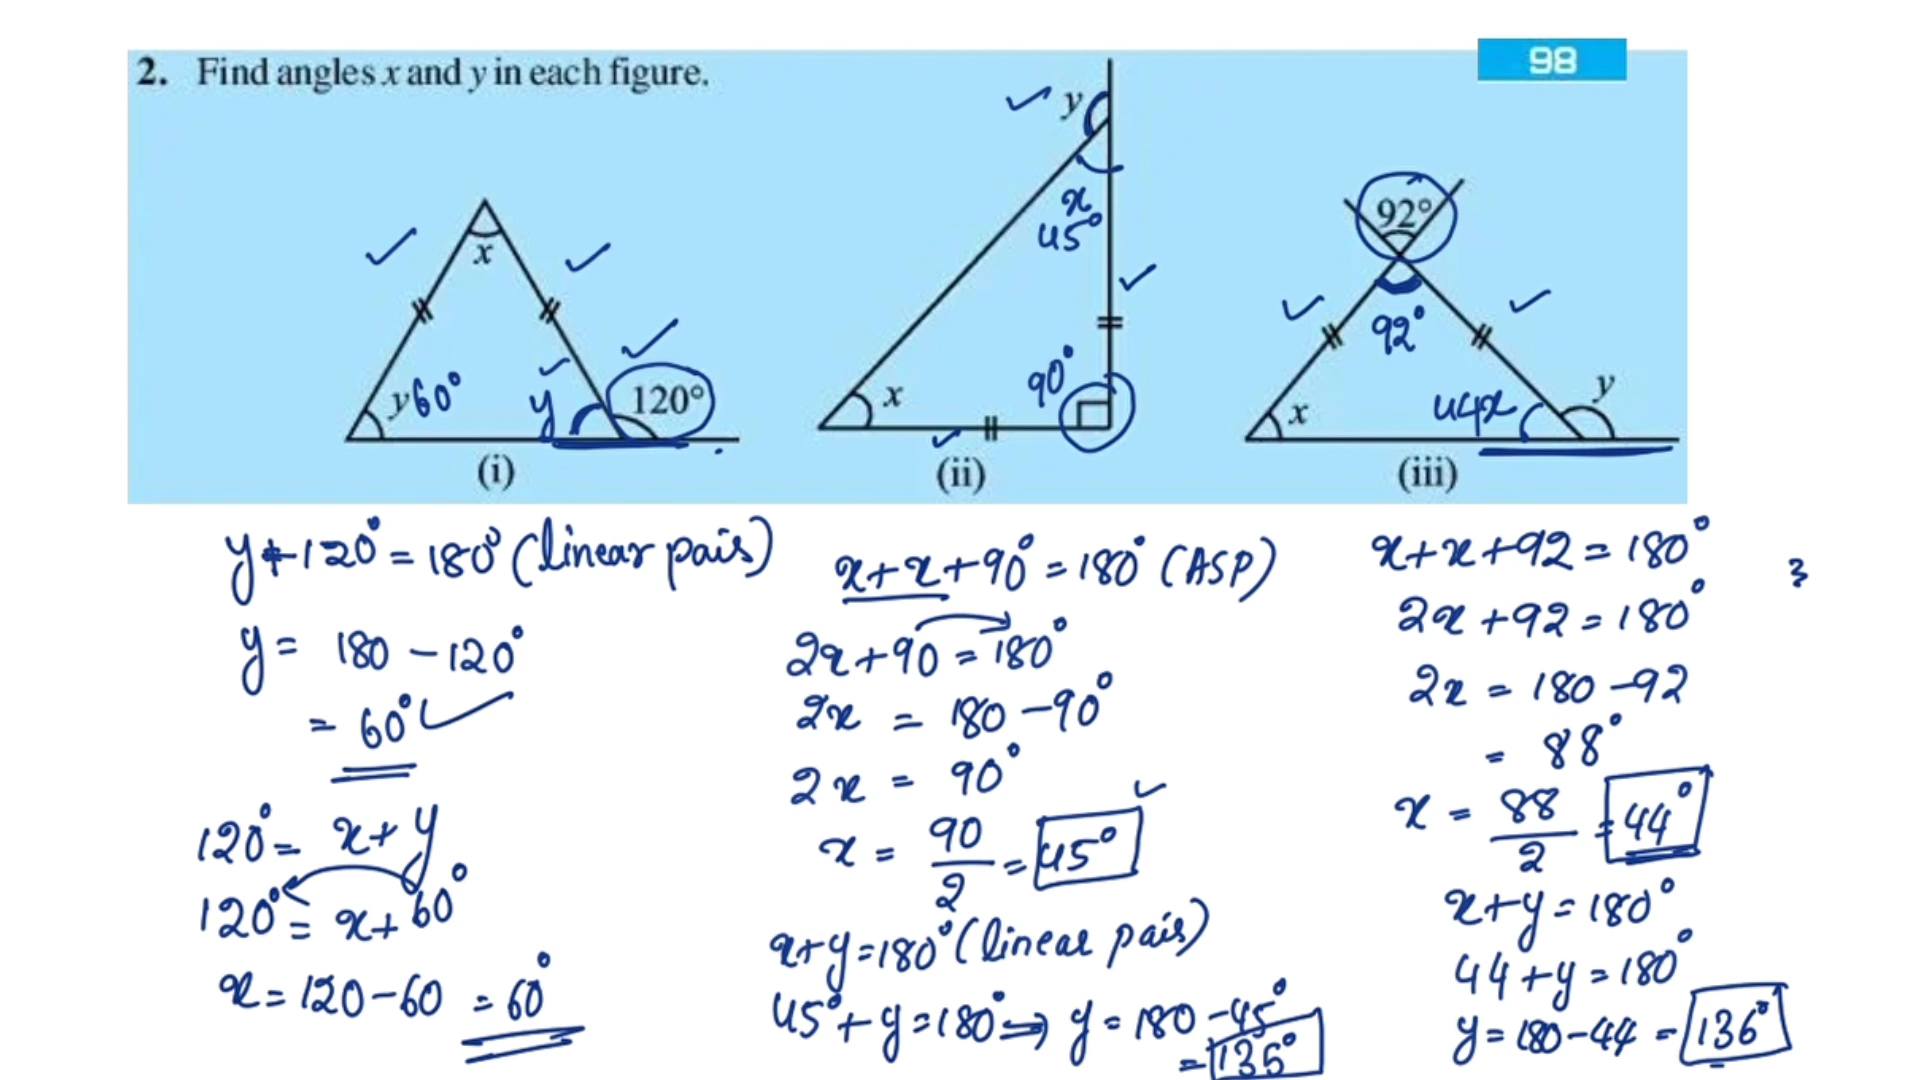 2. Find angles x and y in each figure.
98
x
y 60°
y
120°
(i)
y
x
45°
90°
x
(ii)
92°
92°
x
44x
y
(iii)
y+120° = 180° (linear pair)
y = 180 - 120°
= 60°
120° = x + y
120° = x + 60°
x = 120 - 60 = 60°
x + x + 90° = 180° (ASP)
2x + 90 = 180°
2x = 180 - 90°
2x = 90°
x = 90/2 = 45°
x + y = 180° (linear pair)
45° + y = 180° ⇒ y = 180 - 45°
= 135°
x + x + 92 = 180°
2x + 92 = 180°
2x = 180 - 92
= 88°
x = 88/2 = 44°
x + y = 180°
44 + y = 180°
y = 180 - 44 = 136°